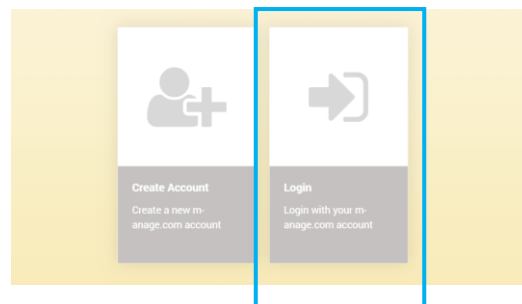 Create Account
Create a new m-
anage.com account
Login
Login with your m-
anage.com account